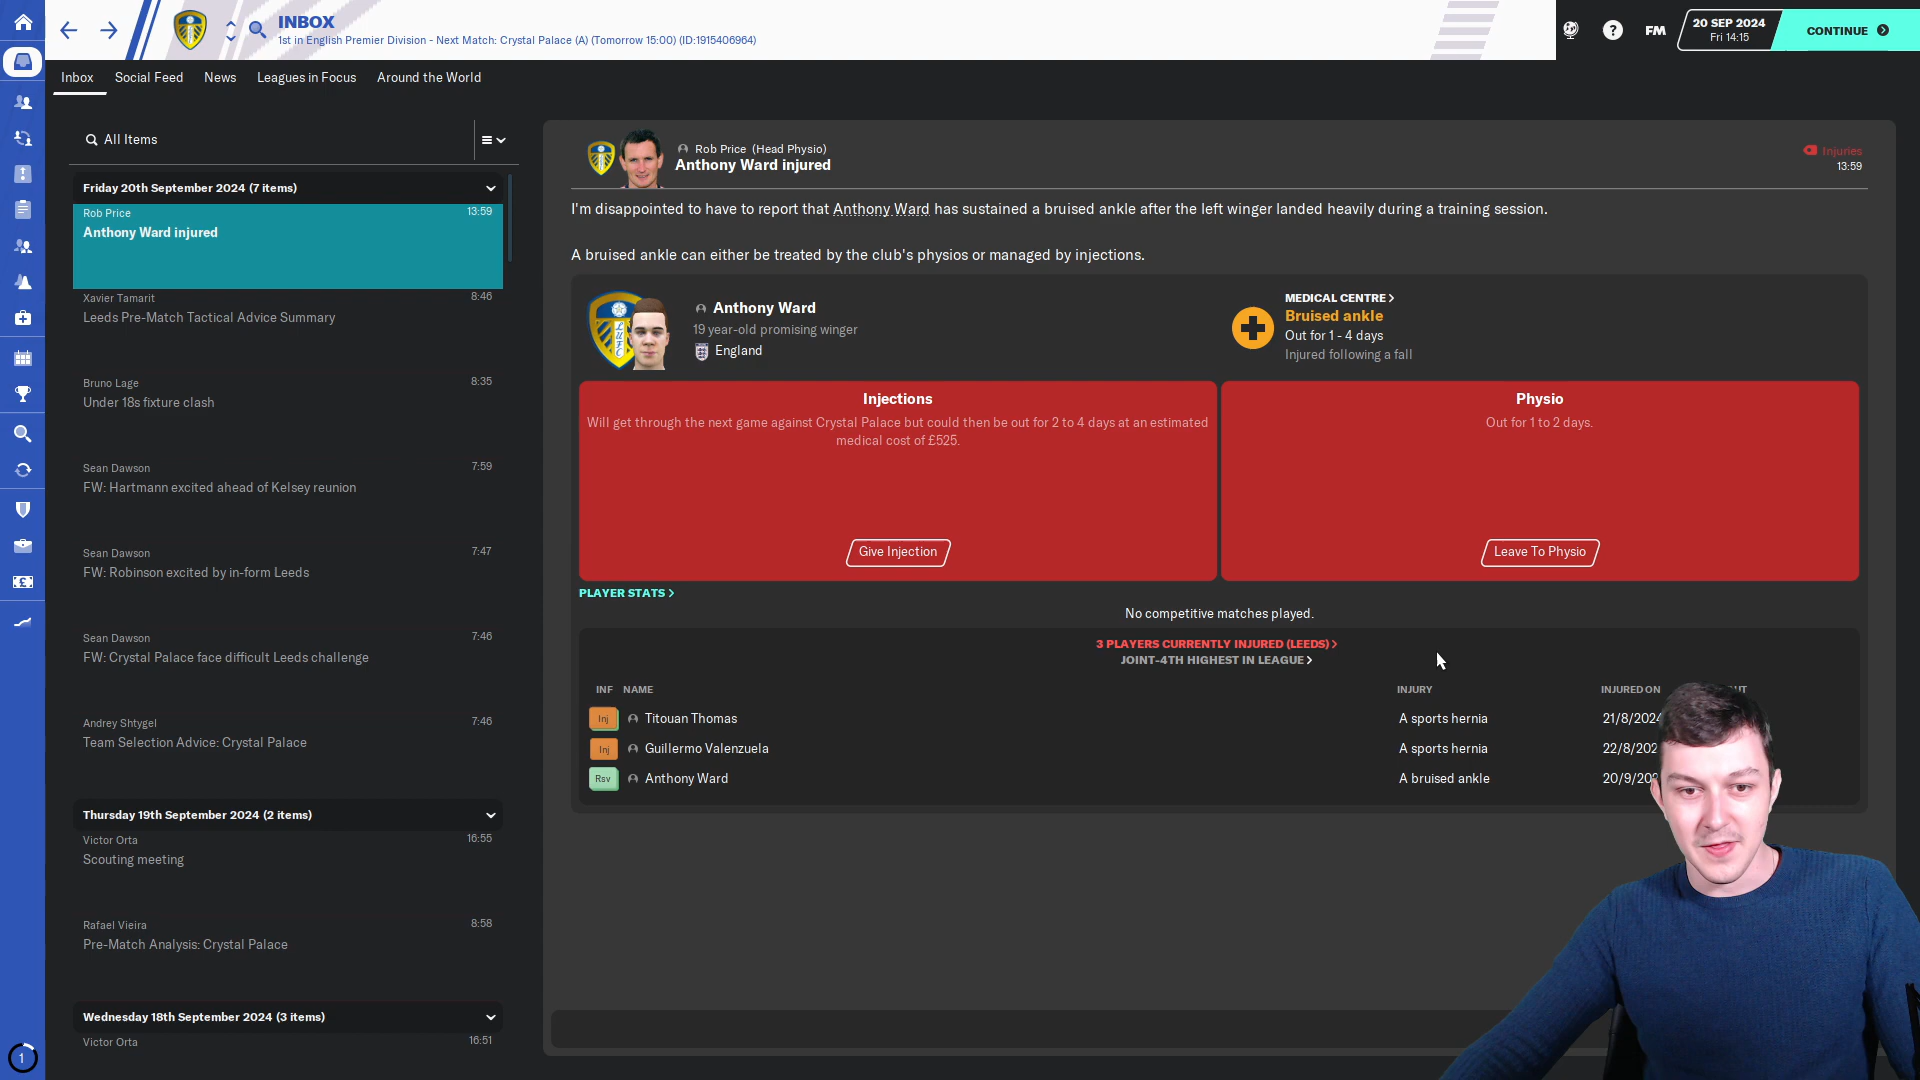 INBOX
1st in English Premier Division - Next Match: Crystal Palace (A) (Tomorrow 15:00) (ID:1915406964)
?
FM
20 SEP 2024
Fri 14:15
CONTINUE
Inbox
Social Feed
News
Leagues in Focus
Around the World
All Items
Friday 20th September 2024 (7 items)
Rob Price
13:59
Anthony Ward injured
Xavier Tamarit
8:46
Leeds Pre-Match Tactical Advice Summary
Bruno Lage
8:35
Under 18s fixture clash
Sean Dawson
7:59
FW: Hartmann excited ahead of Kelsey reunion
Sean Dawson
7:47
FW: Robinson excited by in-form Leeds
Sean Dawson
7:46
FW: Crystal Palace face difficult Leeds challenge
Andrey Shtygel
7:46
Team Selection Advice: Crystal Palace
Thursday 19th September 2024 (2 items)
Victor Orta
16:55
Scouting meeting
Rafael Vieira
8:58
Pre-Match Analysis: Crystal Palace
Wednesday 18th September 2024 (3 items)
Victor Orta
16:51
1
Rob Price (Head Physio)
Anthony Ward injured
Injuries
13:59
I'm disappointed to have to report that Anthony Ward has sustained a bruised ankle after the left winger landed heavily during a training session.
A bruised ankle can either be treated by the club's physios or managed by injections.
Anthony Ward
19 year-old promising winger
England
MEDICAL CENTRE >
Bruised ankle
Out for 1 - 4 days
Injured following a fall
Injections
Will get through the next game against Crystal Palace but could then be out for 2 to 4 days at an estimated
medical cost of £525.
Give Injection
Physio
Out for 1 to 2 days.
Leave To Physio
PLAYER STATS >
No competitive matches played.
3 PLAYERS CURRENTLY INJURED (LEEDS) >
JOINT-4TH HIGHEST IN LEAGUE >
INF NAME INJURY INJURED ON
Inj Titouan Thomas A sports hernia 21/8/2024
Inj Guillermo Valenzuela A sports hernia 22/8/202
Rsv Anthony Ward A bruised ankle 20/9/20